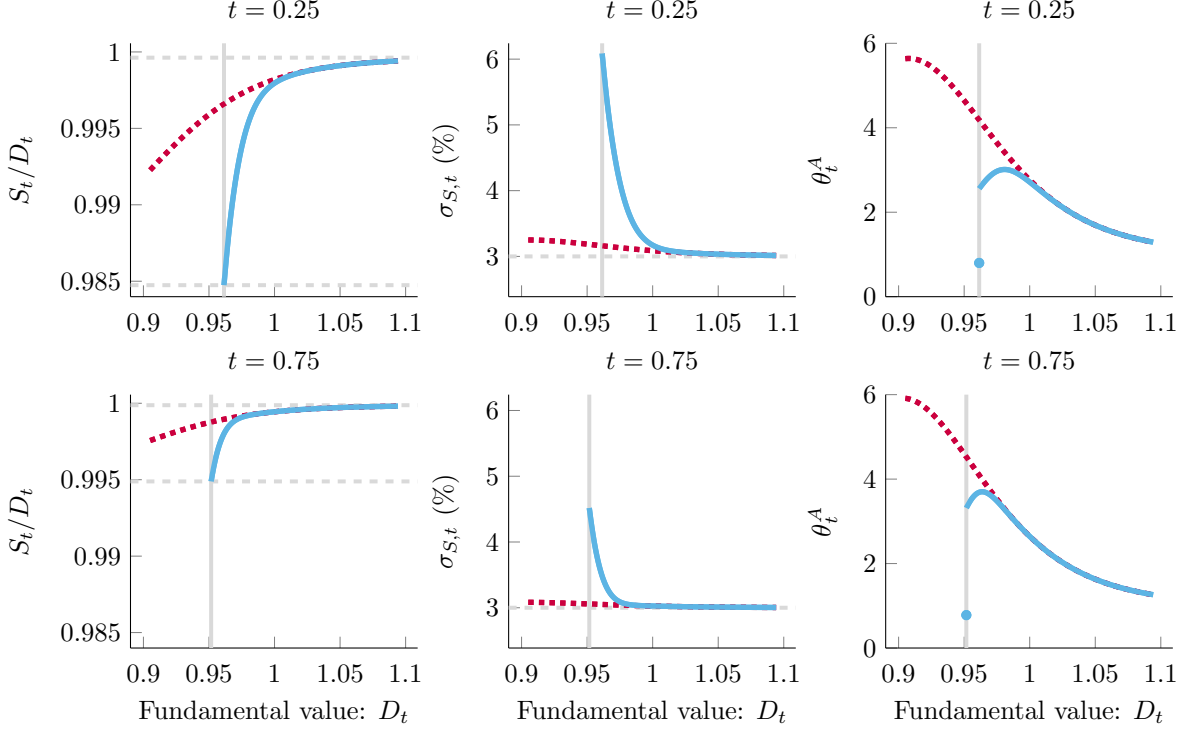 t = 0.25
t = 0.25
t = 0.25
S_t/D_t
1
0.995
0.99
0.985
0.9 0.95 1 1.05 1.1
σ_{S,t} (%)
6
5
4
3
0.9 0.95 1 1.05 1.1
θ_t^A
6
4
2
0
0.9 0.95 1 1.05 1.1
t = 0.75
t = 0.75
t = 0.75
S_t/D_t
1
0.995
0.99
0.985
0.9 0.95 1 1.05 1.1
Fundamental value: D_t
σ_{S,t} (%)
6
5
4
3
0.9 0.95 1 1.05 1.1
Fundamental value: D_t
θ_t^A
6
4
2
0
0.9 0.95 1 1.05 1.1
Fundamental value: D_t